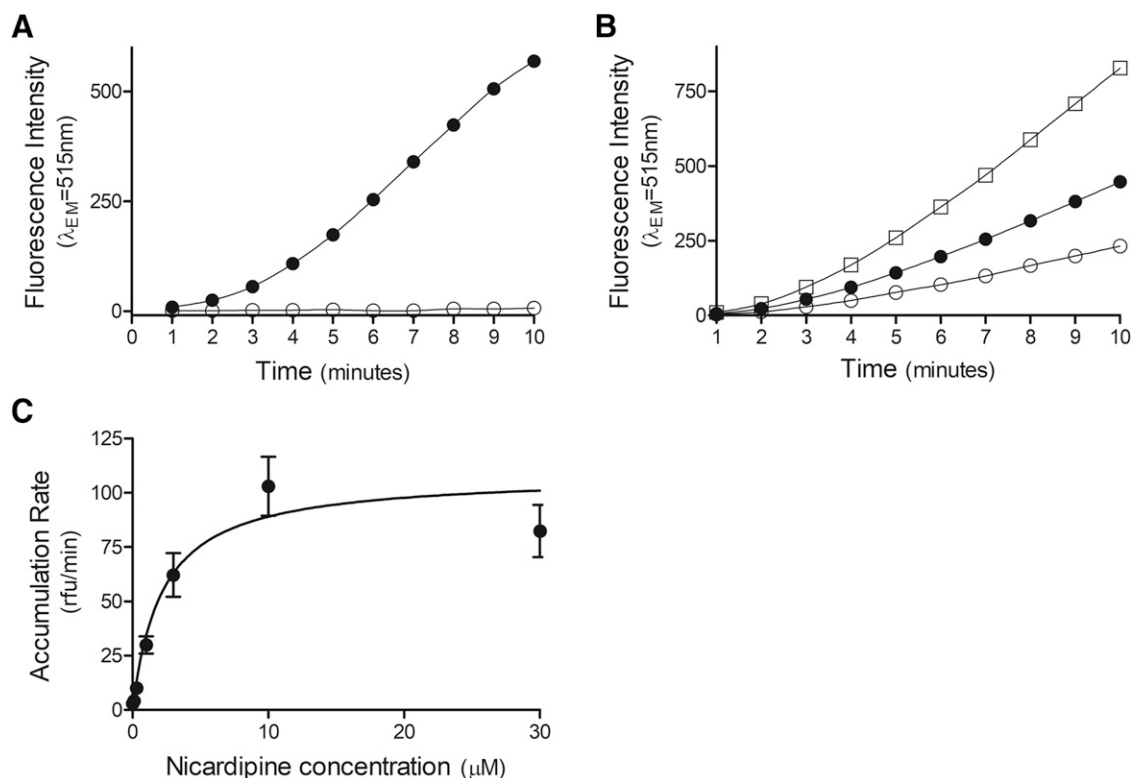 A
Fluorescence Intensity
(λEM=515nm)
500
250
0
0 1 2 3 4 5 6 7 8 9 10
Time (minutes)
B
Fluorescence Intensity
(λEM=515nm)
750
500
250
0
1 2 3 4 5 6 7 8 9 10
Time (minutes)
C
Accumulation Rate
(rfu/min)
125
100
75
50
25
0
0 10 20 30
Nicardipine concentration (μM)